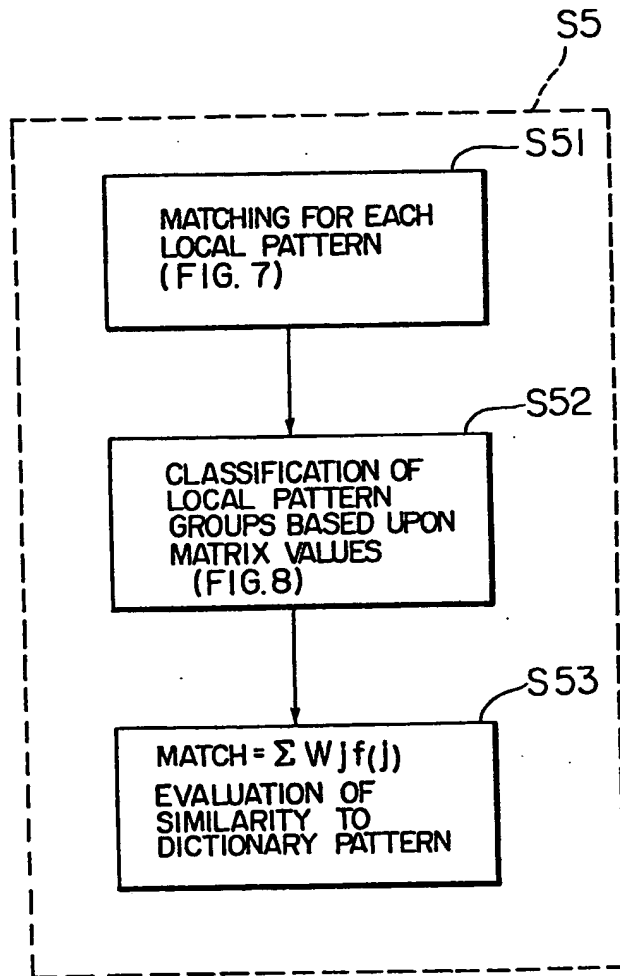 S5
S51
MATCHING FOR EACH
LOCAL PATTERN
(FIG. 7)
S52
CLASSIFICATION OF
LOCAL PATTERN
GROUPS BASED UPON
MATRIX VALUES
(FIG. 8)
S53
MATCH = Σ Wjf(j)
EVALUATION OF
SIMILARITY TO
DICTIONARY PATTERN